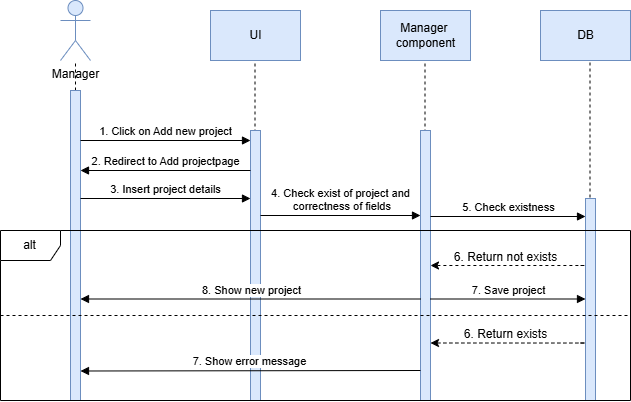 UI
Manager
component
DB
Manager
1. Click on Add new project
2. Redirect to Add projectpage
3. Insert project details
4. Check exist of project and
correctness of fields
5. Check existness
alt
6. Return not exists
8. Show new project
7. Save project
6. Return exists
7. Show error message